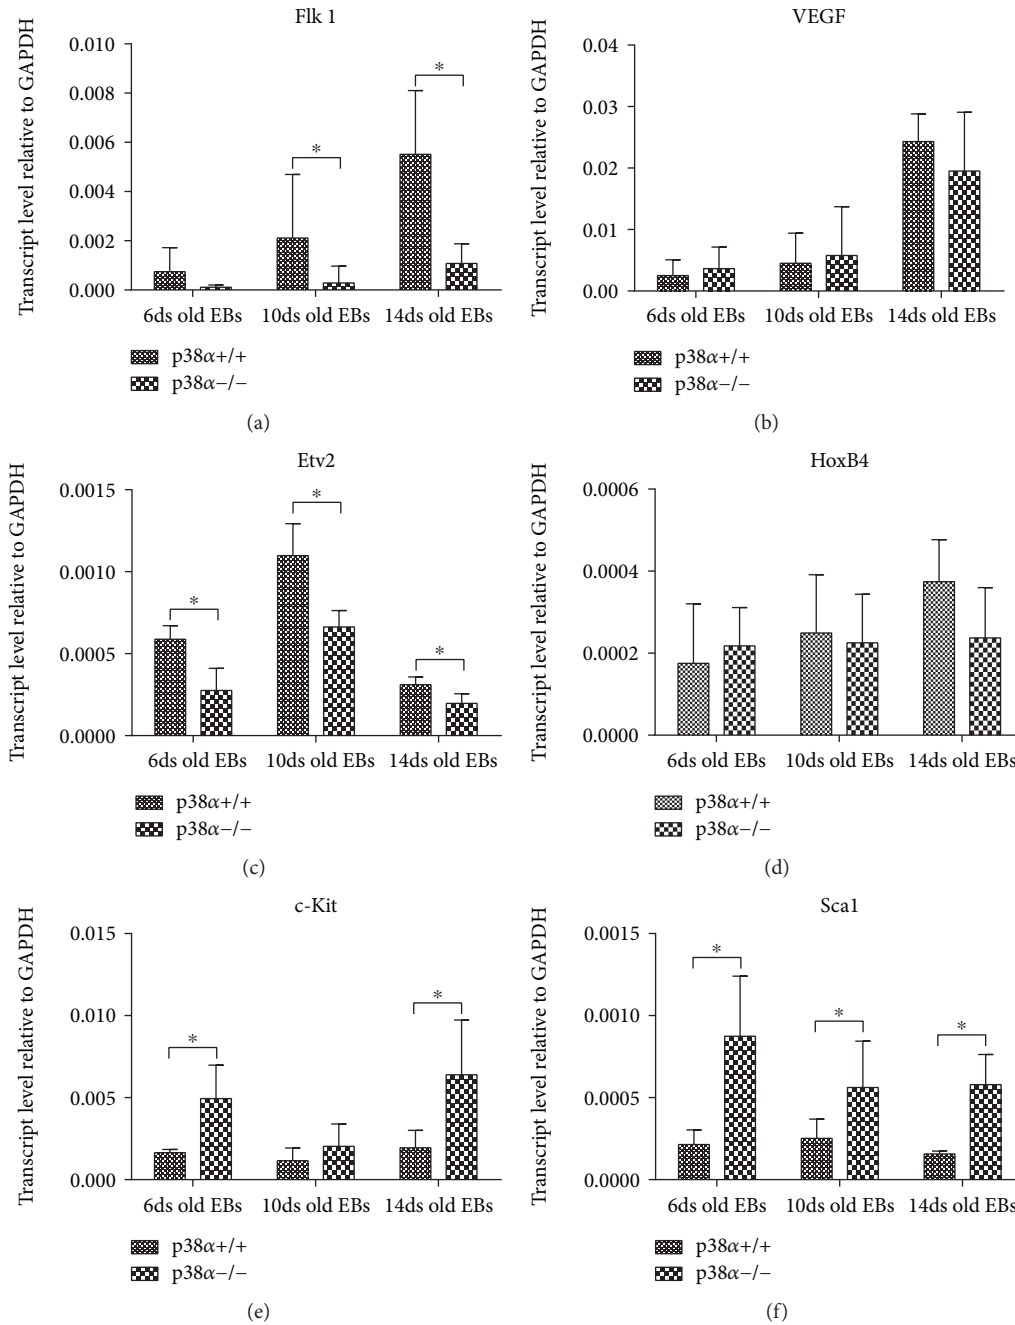 Flk 1
Transcript level relative to GAPDH
0.010
0.008
0.006
0.004
0.002
0.000
*
*
6ds old EBs 10ds old EBs 14ds old EBs
p38α+/+
p38α−/−
(a)
VEGF
Transcript level relative to GAPDH
0.04
0.03
0.02
0.01
0.00
6ds old EBs 10ds old EBs 14ds old EBs
p38α+/+
p38α−/−
(b)
Etv2
Transcript level relative to GAPDH
0.0015
0.0010
0.0005
0.0000
*
*
*
6ds old EBs 10ds old EBs 14ds old EBs
p38α+/+
p38α−/−
(c)
HoxB4
Transcript level relative to GAPDH
0.0006
0.0004
0.0002
0.0000
6ds old EBs 10ds old EBs 14ds old EBs
p38α+/+
p38α−/−
(d)
c-Kit
Transcript level relative to GAPDH
0.015
0.010
0.005
0.000
*
*
6ds old EBs 10ds old EBs 14ds old EBs
p38α+/+
p38α−/−
(e)
Sca1
Transcript level relative to GAPDH
0.0015
0.0010
0.0005
0.0000
*
*
*
6ds old EBs 10ds old EBs 14ds old EBs
p38α+/+
p38α−/−
(f)